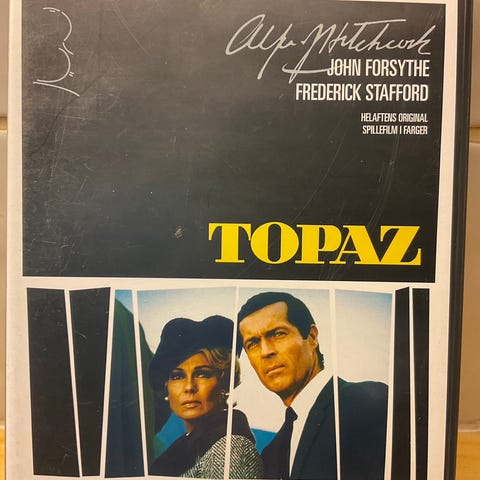 Alfred Hitchcock
JOHN FORSYTHE
FREDERICK STAFFORD
HELAFTENS ORIGINAL
SPILLEFILM I FARGER
TOPAZ